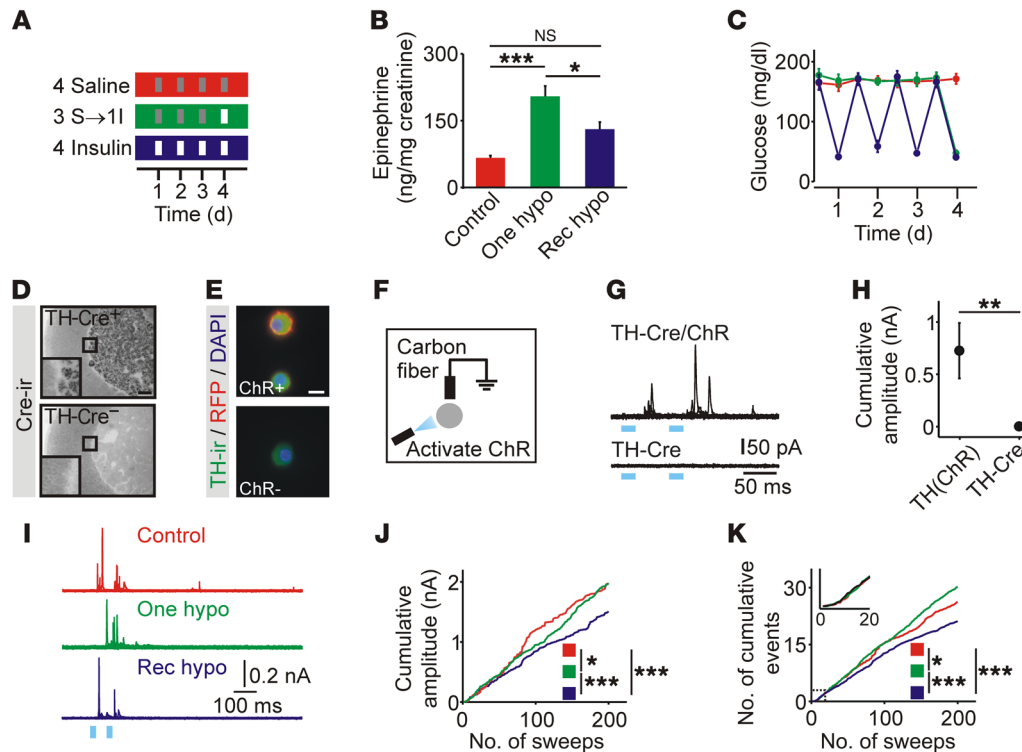 A
4 Saline
3 S→1I
4 Insulin
1 2 3 4
Time (d)
B
NS
***
*
300
150
0
Epinephrine
(ng/mg creatinine)
Control
One hypo
Rec hypo
C
200
100
0
Glucose (mg/dl)
1 2 3 4
Time (d)
D
Cre-ir
TH-Cre+
TH-Cre−
E
TH-ir / RFP / DAPI
ChR+
ChR-
F
Carbon
fiber
Activate ChR
G
TH-Cre/ChR
TH-Cre
50 pA
50 ms
H
**
1
0.5
0
Cumulative
amplitude (nA)
TH(ChR)
TH-Cre
I
Control
One hypo
Rec hypo
0.2 nA
100 ms
J
2
1
0
Cumulative
amplitude (nA)
*
***
***
0 100 200
No. of sweeps
K
30
15
0
No. of cumulative
events
0 20
*
***
***
0 100 200
No. of sweeps